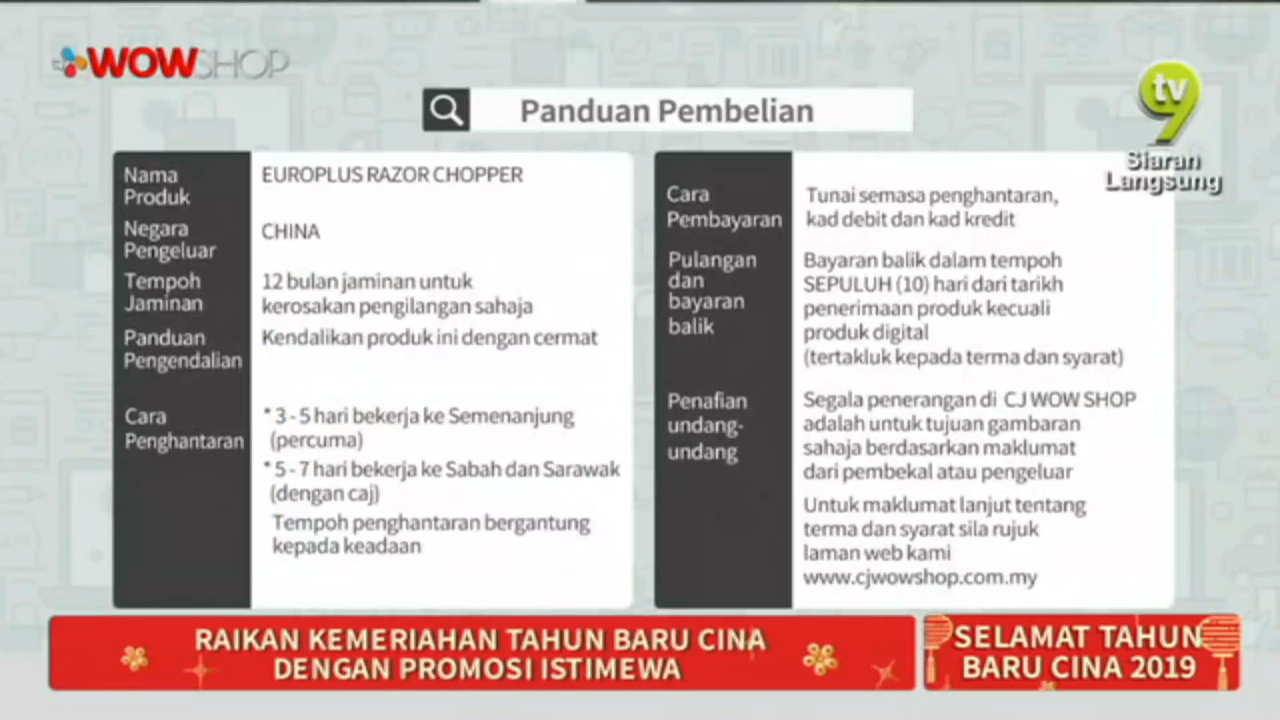 WOWSHOP
Panduan Pembelian
tv9
Siaran
Langsung
Nama
Produk
EUROPLUS RAZOR CHOPPER
Negara
Pengeluar
CHINA
Tempoh
Jaminan
12 bulan jaminan untuk
kerosakan pengilangan sahaja
Panduan
Pengendalian
Kendalikan produk ini dengan cermat
Cara
Penghantaran
* 3 - 5 hari bekerja ke Semenanjung
(percuma)
* 5 - 7 hari bekerja ke Sabah dan Sarawak
(dengan caj)
Tempoh penghantaran bergantung
kepada keadaan
Cara
Pembayaran
Tunai semasa penghantaran,
kad debit dan kad kredit
Pulangan
dan
bayaran
balik
Bayaran balik dalam tempoh
SEPULUH (10) hari dari tarikh
penerimaan produk kecuali
produk digital
(tertakluk kepada terma dan syarat)
Penafian
undang-
undang
Segala penerangan di CJ WOW SHOP
adalah untuk tujuan gambaran
sahaja berdasarkan maklumat
dari pembekal atau pengeluar
Untuk maklumat lanjut tentang
terma dan syarat sila rujuk
laman web kami
www.cjwowshop.com.my
RAIKAN KEMERIAHAN TAHUN BARU CINA
DENGAN PROMOSI ISTIMEWA
SELAMAT TAHUN
BARU CINA 2019